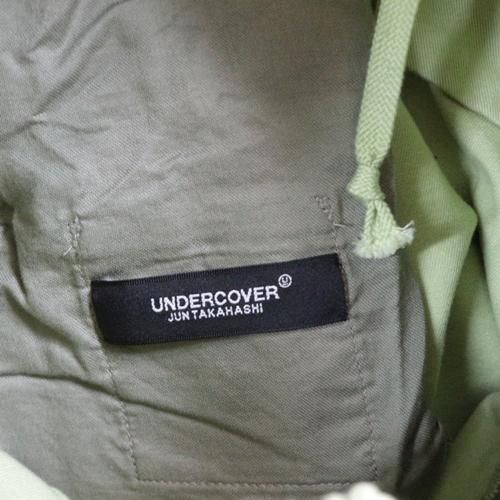 UNDERCOVER Ⓤ
JUN TAKAHASHI